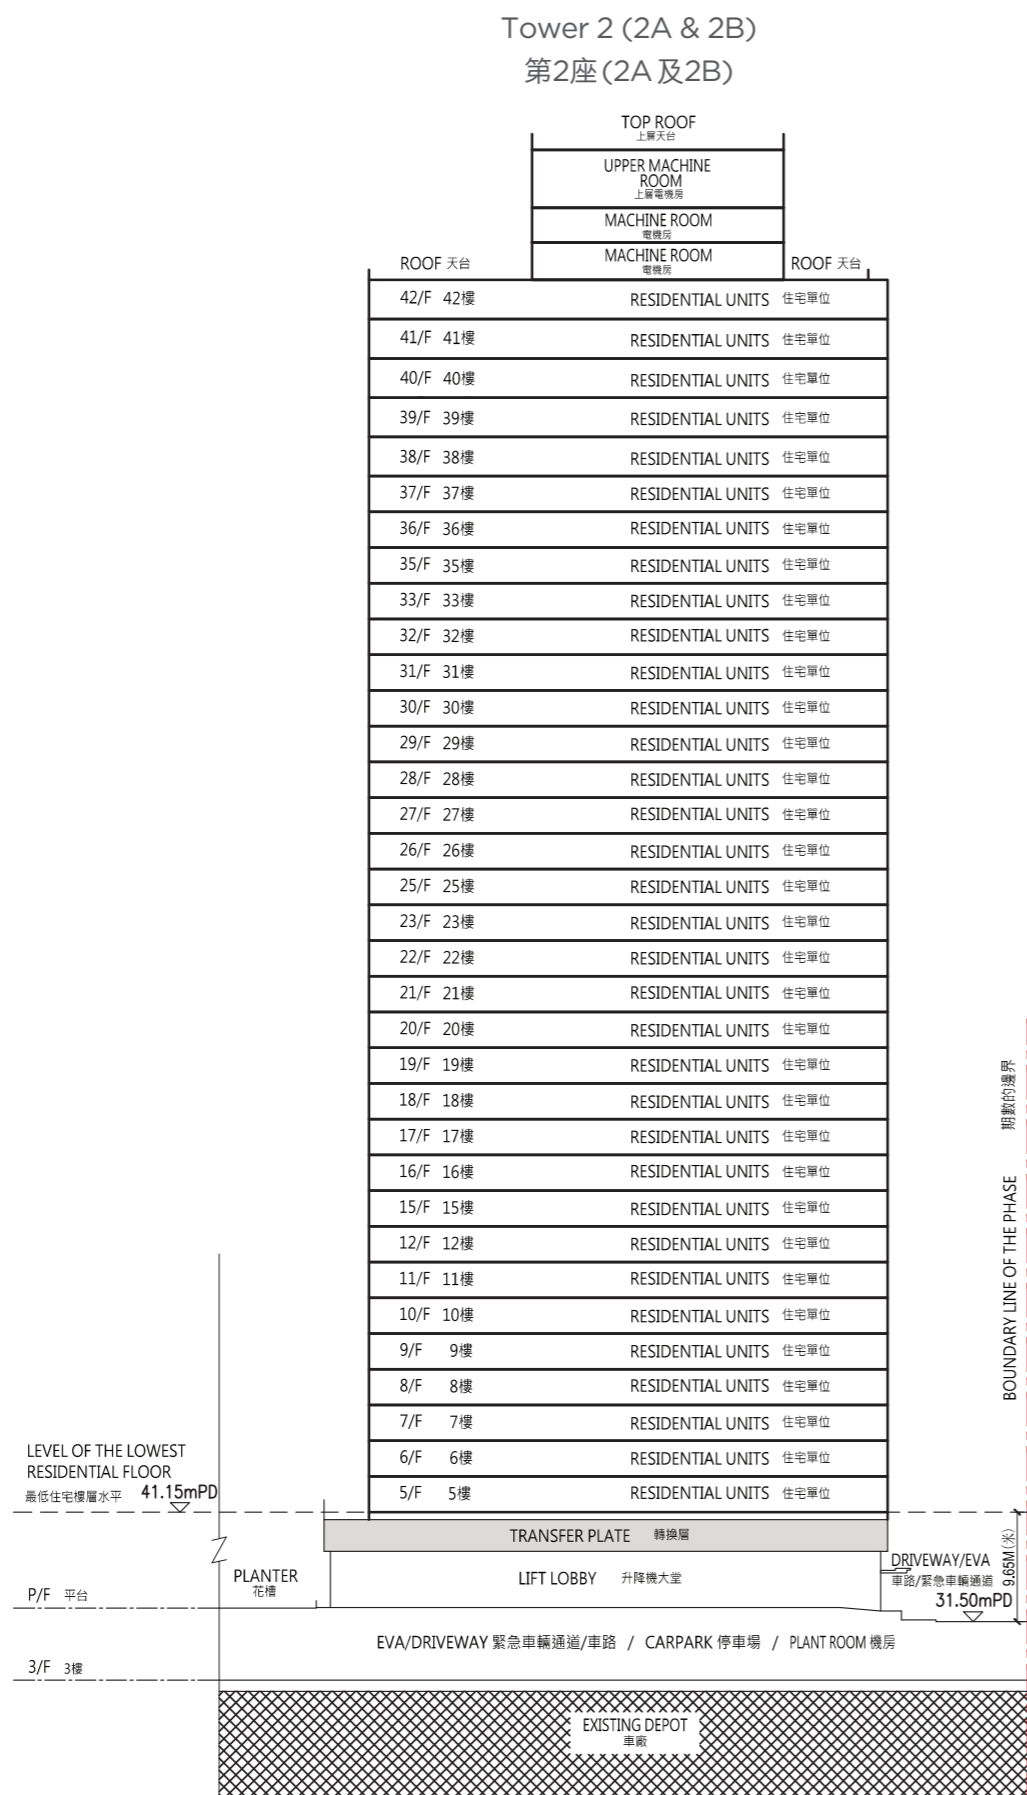 Tower 2 (2A & 2B)
第2座(2A 及2B)
TOP ROOF
上層天台
UPPER MACHINE
ROOM
上層電機房
MACHINE ROOM
電機房
MACHINE ROOM
電機房
ROOF 天台
ROOF 天台
42/F 42樓 RESIDENTIAL UNITS 住宅單位
41/F 41樓 RESIDENTIAL UNITS 住宅單位
40/F 40樓 RESIDENTIAL UNITS 住宅單位
39/F 39樓 RESIDENTIAL UNITS 住宅單位
38/F 38樓 RESIDENTIAL UNITS 住宅單位
37/F 37樓 RESIDENTIAL UNITS 住宅單位
36/F 36樓 RESIDENTIAL UNITS 住宅單位
35/F 35樓 RESIDENTIAL UNITS 住宅單位
33/F 33樓 RESIDENTIAL UNITS 住宅單位
32/F 32樓 RESIDENTIAL UNITS 住宅單位
31/F 31樓 RESIDENTIAL UNITS 住宅單位
30/F 30樓 RESIDENTIAL UNITS 住宅單位
29/F 29樓 RESIDENTIAL UNITS 住宅單位
28/F 28樓 RESIDENTIAL UNITS 住宅單位
27/F 27樓 RESIDENTIAL UNITS 住宅單位
26/F 26樓 RESIDENTIAL UNITS 住宅單位
25/F 25樓 RESIDENTIAL UNITS 住宅單位
23/F 23樓 RESIDENTIAL UNITS 住宅單位
22/F 22樓 RESIDENTIAL UNITS 住宅單位
21/F 21樓 RESIDENTIAL UNITS 住宅單位
20/F 20樓 RESIDENTIAL UNITS 住宅單位
19/F 19樓 RESIDENTIAL UNITS 住宅單位
18/F 18樓 RESIDENTIAL UNITS 住宅單位
17/F 17樓 RESIDENTIAL UNITS 住宅單位
16/F 16樓 RESIDENTIAL UNITS 住宅單位
15/F 15樓 RESIDENTIAL UNITS 住宅單位
12/F 12樓 RESIDENTIAL UNITS 住宅單位
11/F 11樓 RESIDENTIAL UNITS 住宅單位
10/F 10樓 RESIDENTIAL UNITS 住宅單位
9/F 9樓 RESIDENTIAL UNITS 住宅單位
8/F 8樓 RESIDENTIAL UNITS 住宅單位
7/F 7樓 RESIDENTIAL UNITS 住宅單位
6/F 6樓 RESIDENTIAL UNITS 住宅單位
5/F 5樓 RESIDENTIAL UNITS 住宅單位
BOUNDARY LINE OF THE PHASE 期數的邊界
LEVEL OF THE LOWEST
RESIDENTIAL FLOOR
最低住宅樓層水平 41.15mPD
TRANSFER PLATE 轉換層
PLANTER
花槽
LIFT LOBBY 升降機大堂
DRIVEWAY/EVA
車路/緊急車輛通道
31.50mPD
9.65M(米)
P/F 平台
EVA/DRIVEWAY 緊急車輛通道/車路 / CARPARK 停車場 / PLANT ROOM 機房
3/F 3樓
EXISTING DEPOT
車廠